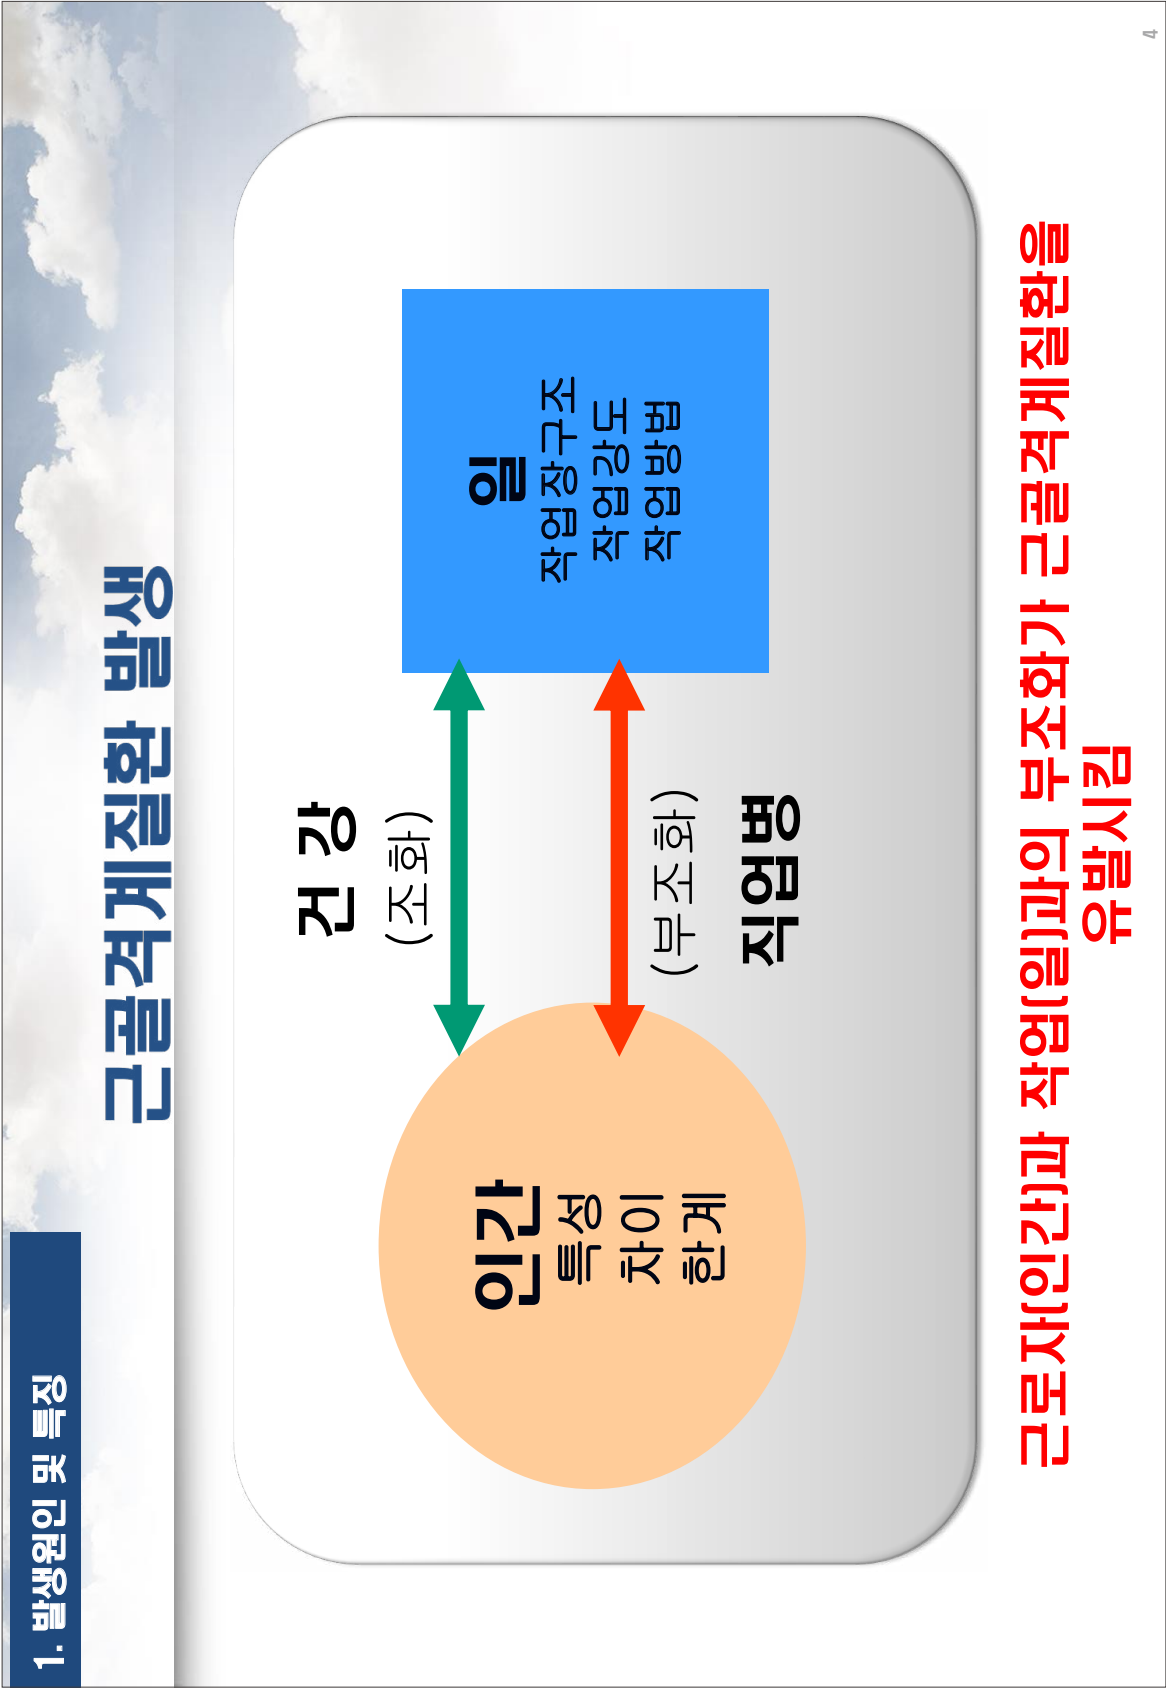 1. 발생원인 및 특징
근골격계질환 발생
건 강
(조화)
인간
특성
차이
한계
일
작업장구조
작업강도
작업방법
(부조화)
직업병
근로자(인간)과 작업(일)과의 부조화가 근골격계질환을
유발시킴
4